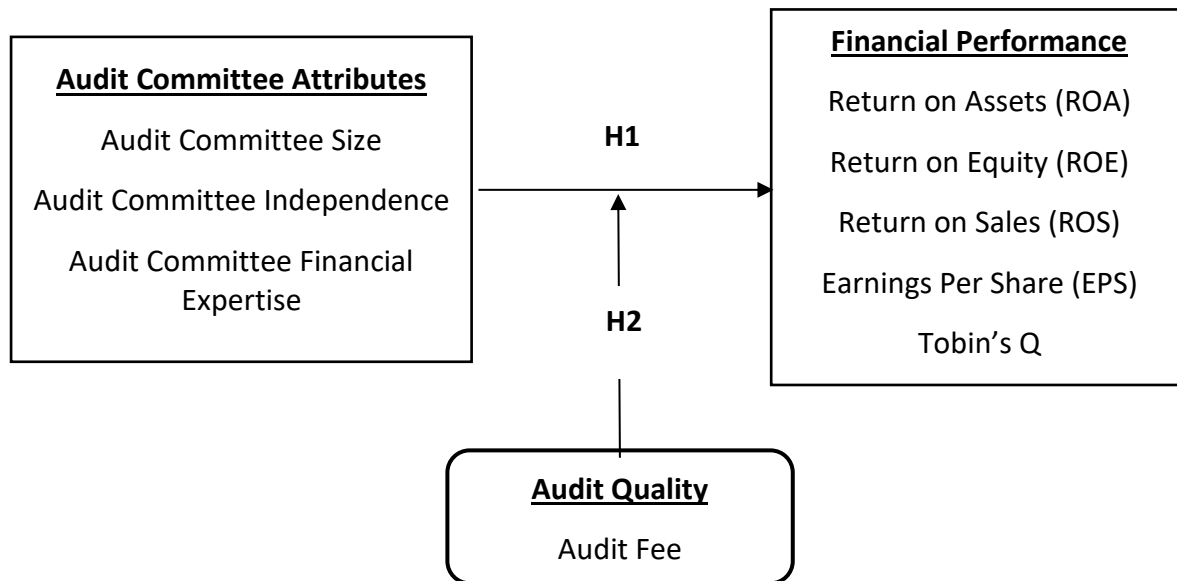 Audit Committee Attributes
Audit Committee Size
Audit Committee Independence
Audit Committee Financial
Expertise
H1
H2
Financial Performance
Return on Assets (ROA)
Return on Equity (ROE)
Return on Sales (ROS)
Earnings Per Share (EPS)
Tobin’s Q
Audit Quality
Audit Fee